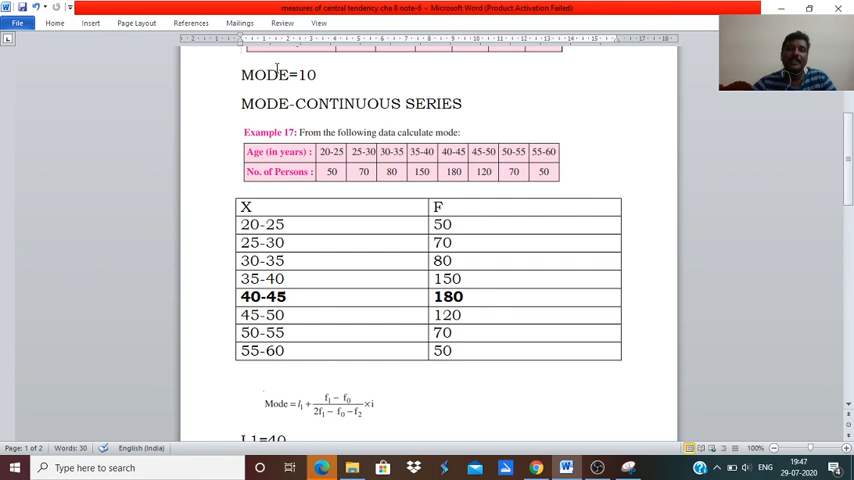 measures of central tendency cha 8 note-6 – Microsoft Word (Product Activation Failed)
File Home Insert Page Layout References Mailings Review View
MODE=10
MODE-CONTINUOUS SERIES
Example 17: From the following data calculate mode:
Age (in years) : 20-25 25-30 30-35 35-40 40-45 45-50 50-55 55-60
No. of Persons : 50 70 80 150 180 120 70 50
X F
20-25 50
25-30 70
30-35 80
35-40 150
40-45 180
45-50 120
50-55 70
55-60 50
Mode = l₁ + (f₁ – f₀) / (2f₁ – f₀ – f₂) × i
L1=40
Page: 1 of 2 Words: 30 English (India) 100%
Type here to search
ENG
19:47
29-07-2020